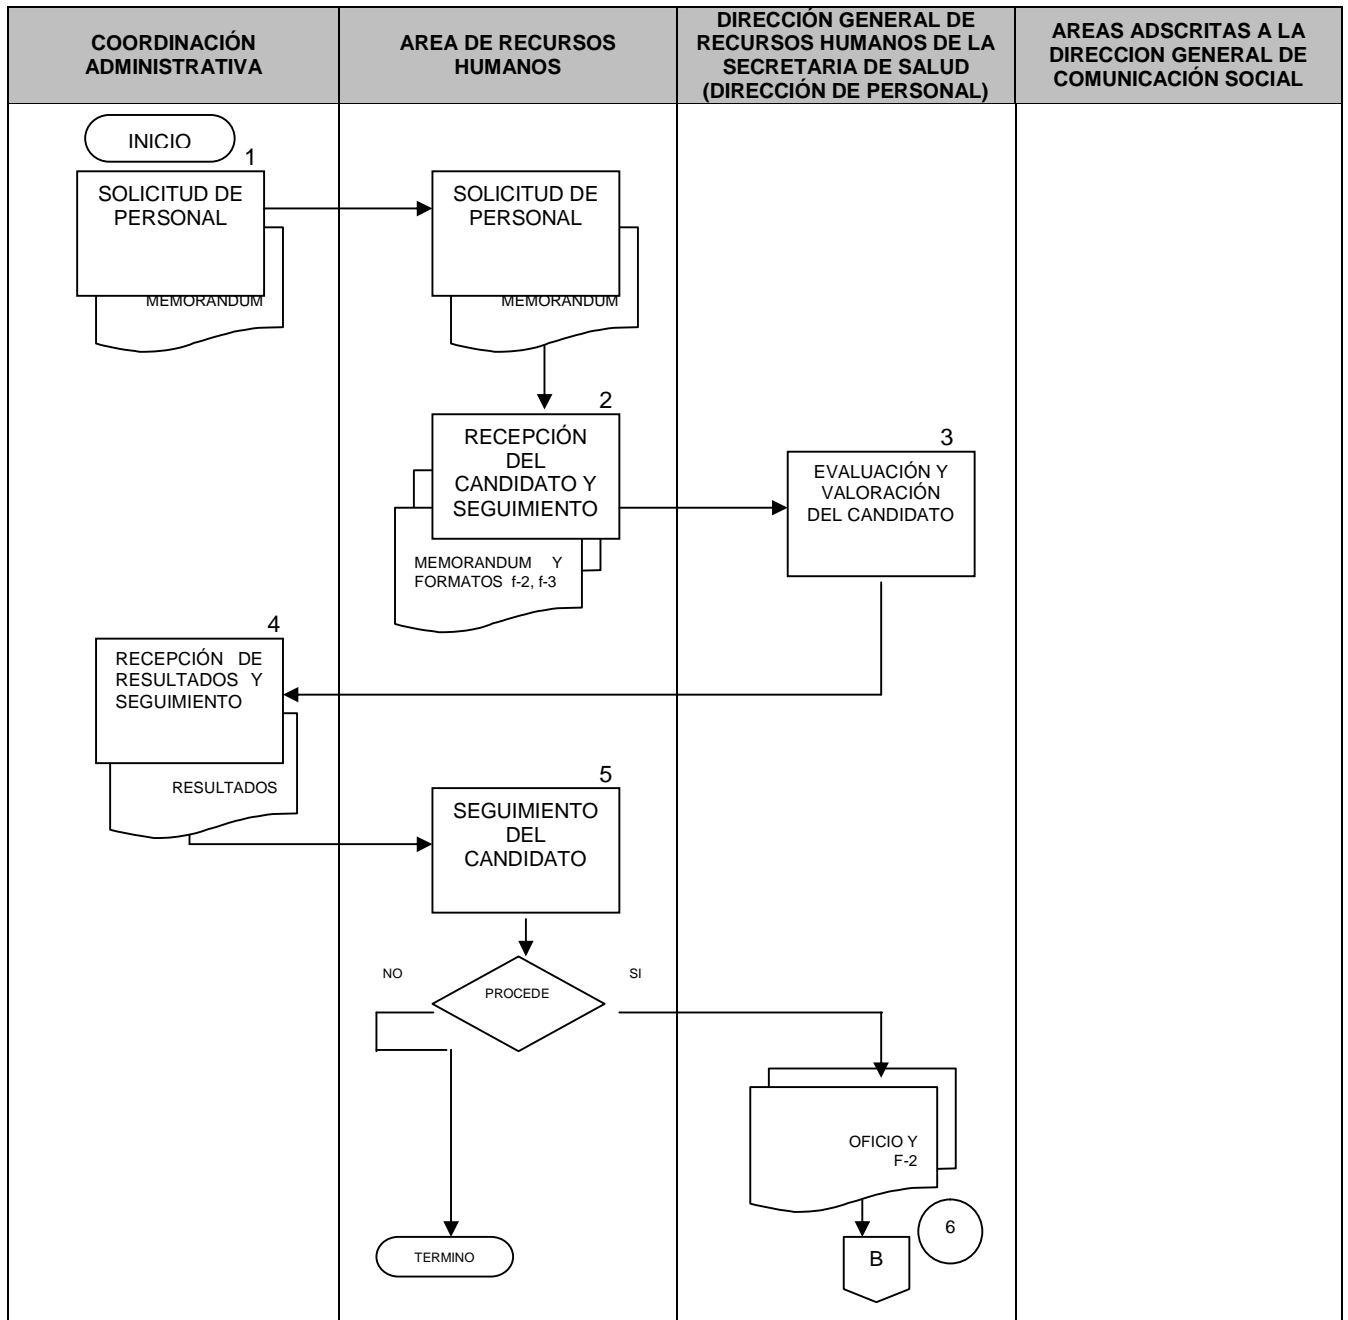 COORDINACIÓN
ADMINISTRATIVA
AREA DE RECURSOS
HUMANOS
DIRECCIÓN GENERAL DE
RECURSOS HUMANOS DE LA
SECRETARIA DE SALUD
(DIRECCIÓN DE PERSONAL)
AREAS ADSCRITAS A LA
DIRECCION GENERAL DE
COMUNICACIÓN SOCIAL
INICIO
1
SOLICITUD DE
PERSONAL
MEMORANDUM
SOLICITUD DE
PERSONAL
MEMORANDUM
2
RECEPCIÓN
DEL
CANDIDATO Y
SEGUIMIENTO
MEMORANDUM Y
FORMATOS f-2, f-3
3
EVALUACIÓN Y
VALORACIÓN
DEL CANDIDATO
4
RECEPCIÓN DE
RESULTADOS Y
SEGUIMIENTO
RESULTADOS
5
SEGUIMIENTO
DEL
CANDIDATO
NO
PROCEDE
SI
OFICIO Y
F-2
6
TERMINO
B